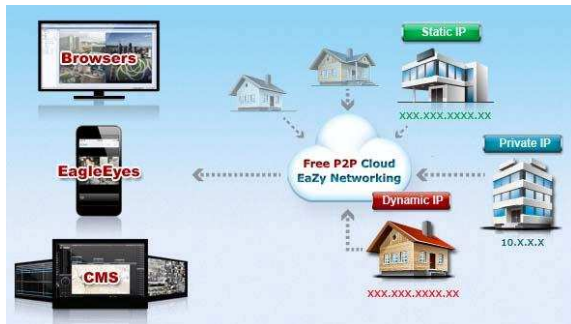 Browsers
EagleEyes
CMS
Free P2P Cloud
EaZy Networking
Static IP
xxx.xxx.xxxx.xx
Private IP
10.X.X.X
Dynamic IP
xxx.xxx.xxxx.xx